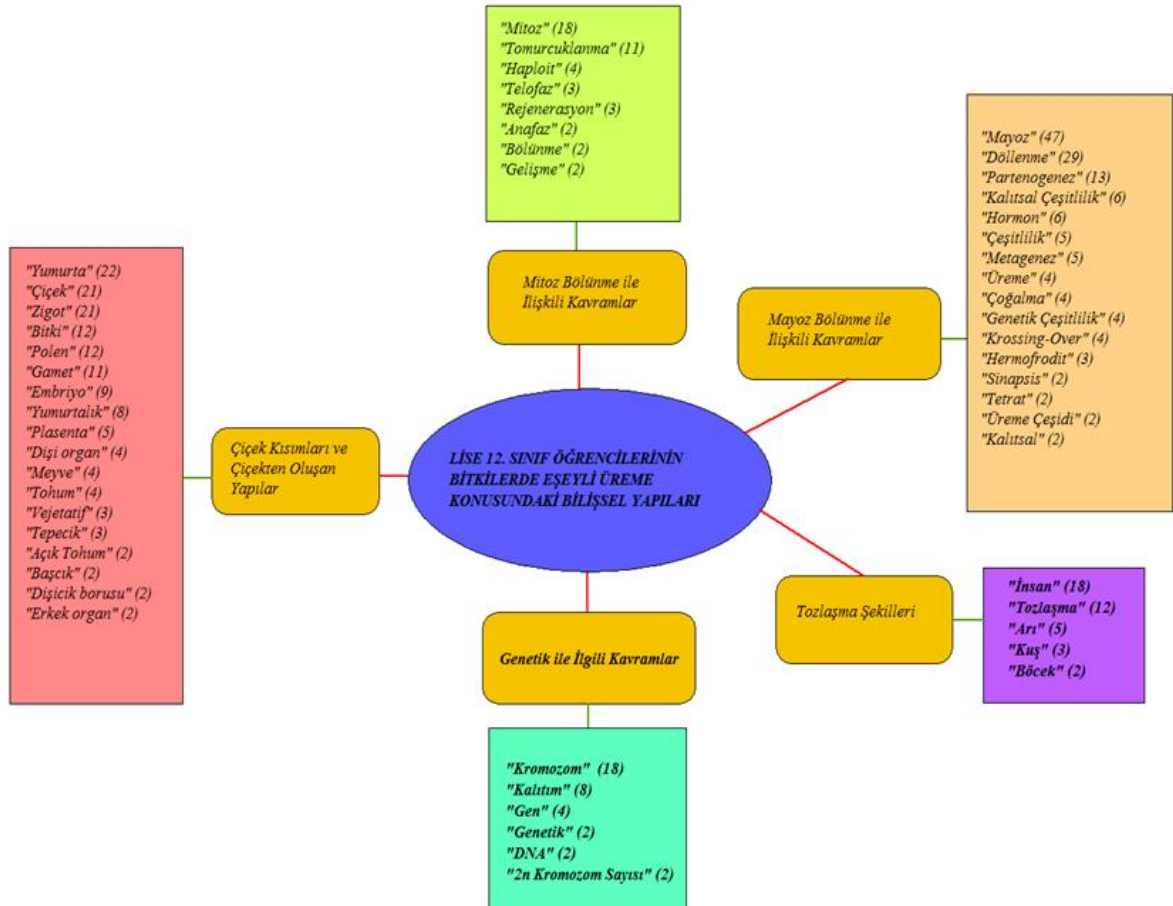 "Mitoz" (18)
"Tomurcuklanma" (11)
"Haploit" (4)
"Telofaz" (3)
"Rejenerasyon" (3)
"Anafaz" (2)
"Bölünme" (2)
"Gelişme" (2)
Mitoz Bölünme ile
İlişkili Kavramlar
"Mayoz" (47)
"Döllenme" (29)
"Partenogenez" (13)
"Kalıtsal Çeşitlilik" (6)
"Hormon" (6)
"Çeşitlilik" (5)
"Metagenez" (5)
"Üreme" (4)
"Çoğalma" (4)
"Genetik Çeşitlilik" (4)
"Krossing-Over" (4)
"Hermofrodit" (3)
"Sinapsis" (2)
"Tetrat" (2)
"Üreme Çeşidi" (2)
"Kalıtsal" (2)
Mayoz Bölünme ile
İlişkili Kavramlar
"Yumurta" (22)
"Çiçek" (21)
"Zigot" (21)
"Bitki" (12)
"Polen" (12)
"Gamet" (11)
"Embriyo" (9)
"Yumurtalık" (8)
"Plasenta" (5)
"Dişi organ" (4)
"Meyve" (4)
"Tohum" (4)
"Vejetatif" (3)
"Tepecik" (3)
"Açık Tohum" (2)
"Başcık" (2)
"Dişicik borusu" (2)
"Erkek organ" (2)
Çiçek Kısımları ve
Çiçekten Oluşan
Yapılar
LİSE 12. SINIF ÖĞRENCİLERİNİN
BİTKİLERDE EŞEYLİ ÜREME
KONUSUNDAKİ BİLİŞSEL YAPILARI
Tozlaşma Şekilleri
"İnsan" (18)
"Tozlaşma" (12)
"Arı" (5)
"Kuş" (3)
"Böcek" (2)
Genetik ile İlgili Kavramlar
"Kromozom" (18)
"Kalıtım" (8)
"Gen" (4)
"Genetik" (2)
"DNA" (2)
"2n Kromozom Sayısı" (2)